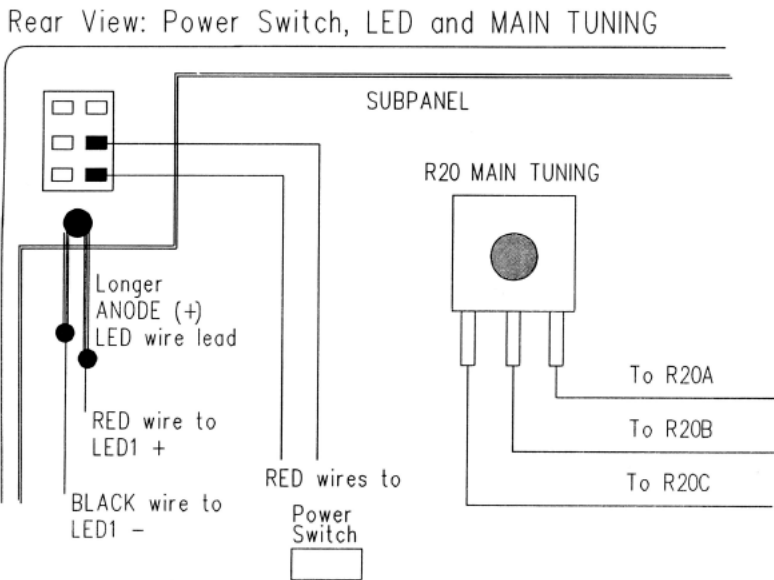 Rear View: Power Switch, LED and MAIN TUNING
SUBPANEL
R20 MAIN TUNING
Longer
ANODE (+)
LED wire lead
To R20A
RED wire to
LED1 +
To R20B
RED wires to
To R20C
BLACK wire to
LED1 -
Power
Switch